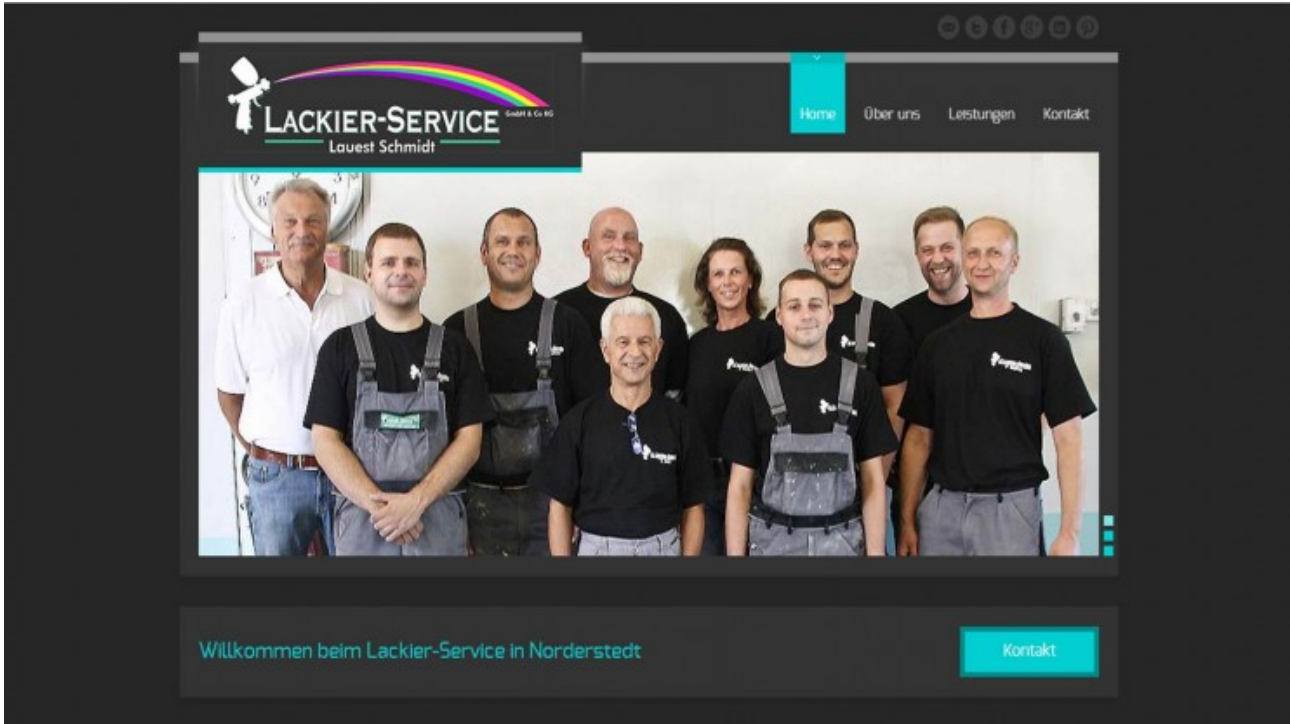 Home
Über uns
Leistungen
Kontakt
LACKIER-SERVICE
GmbH & Co KG
Lauest Schmidt
Willkommen beim Lackier-Service in Norderstedt
Kontakt